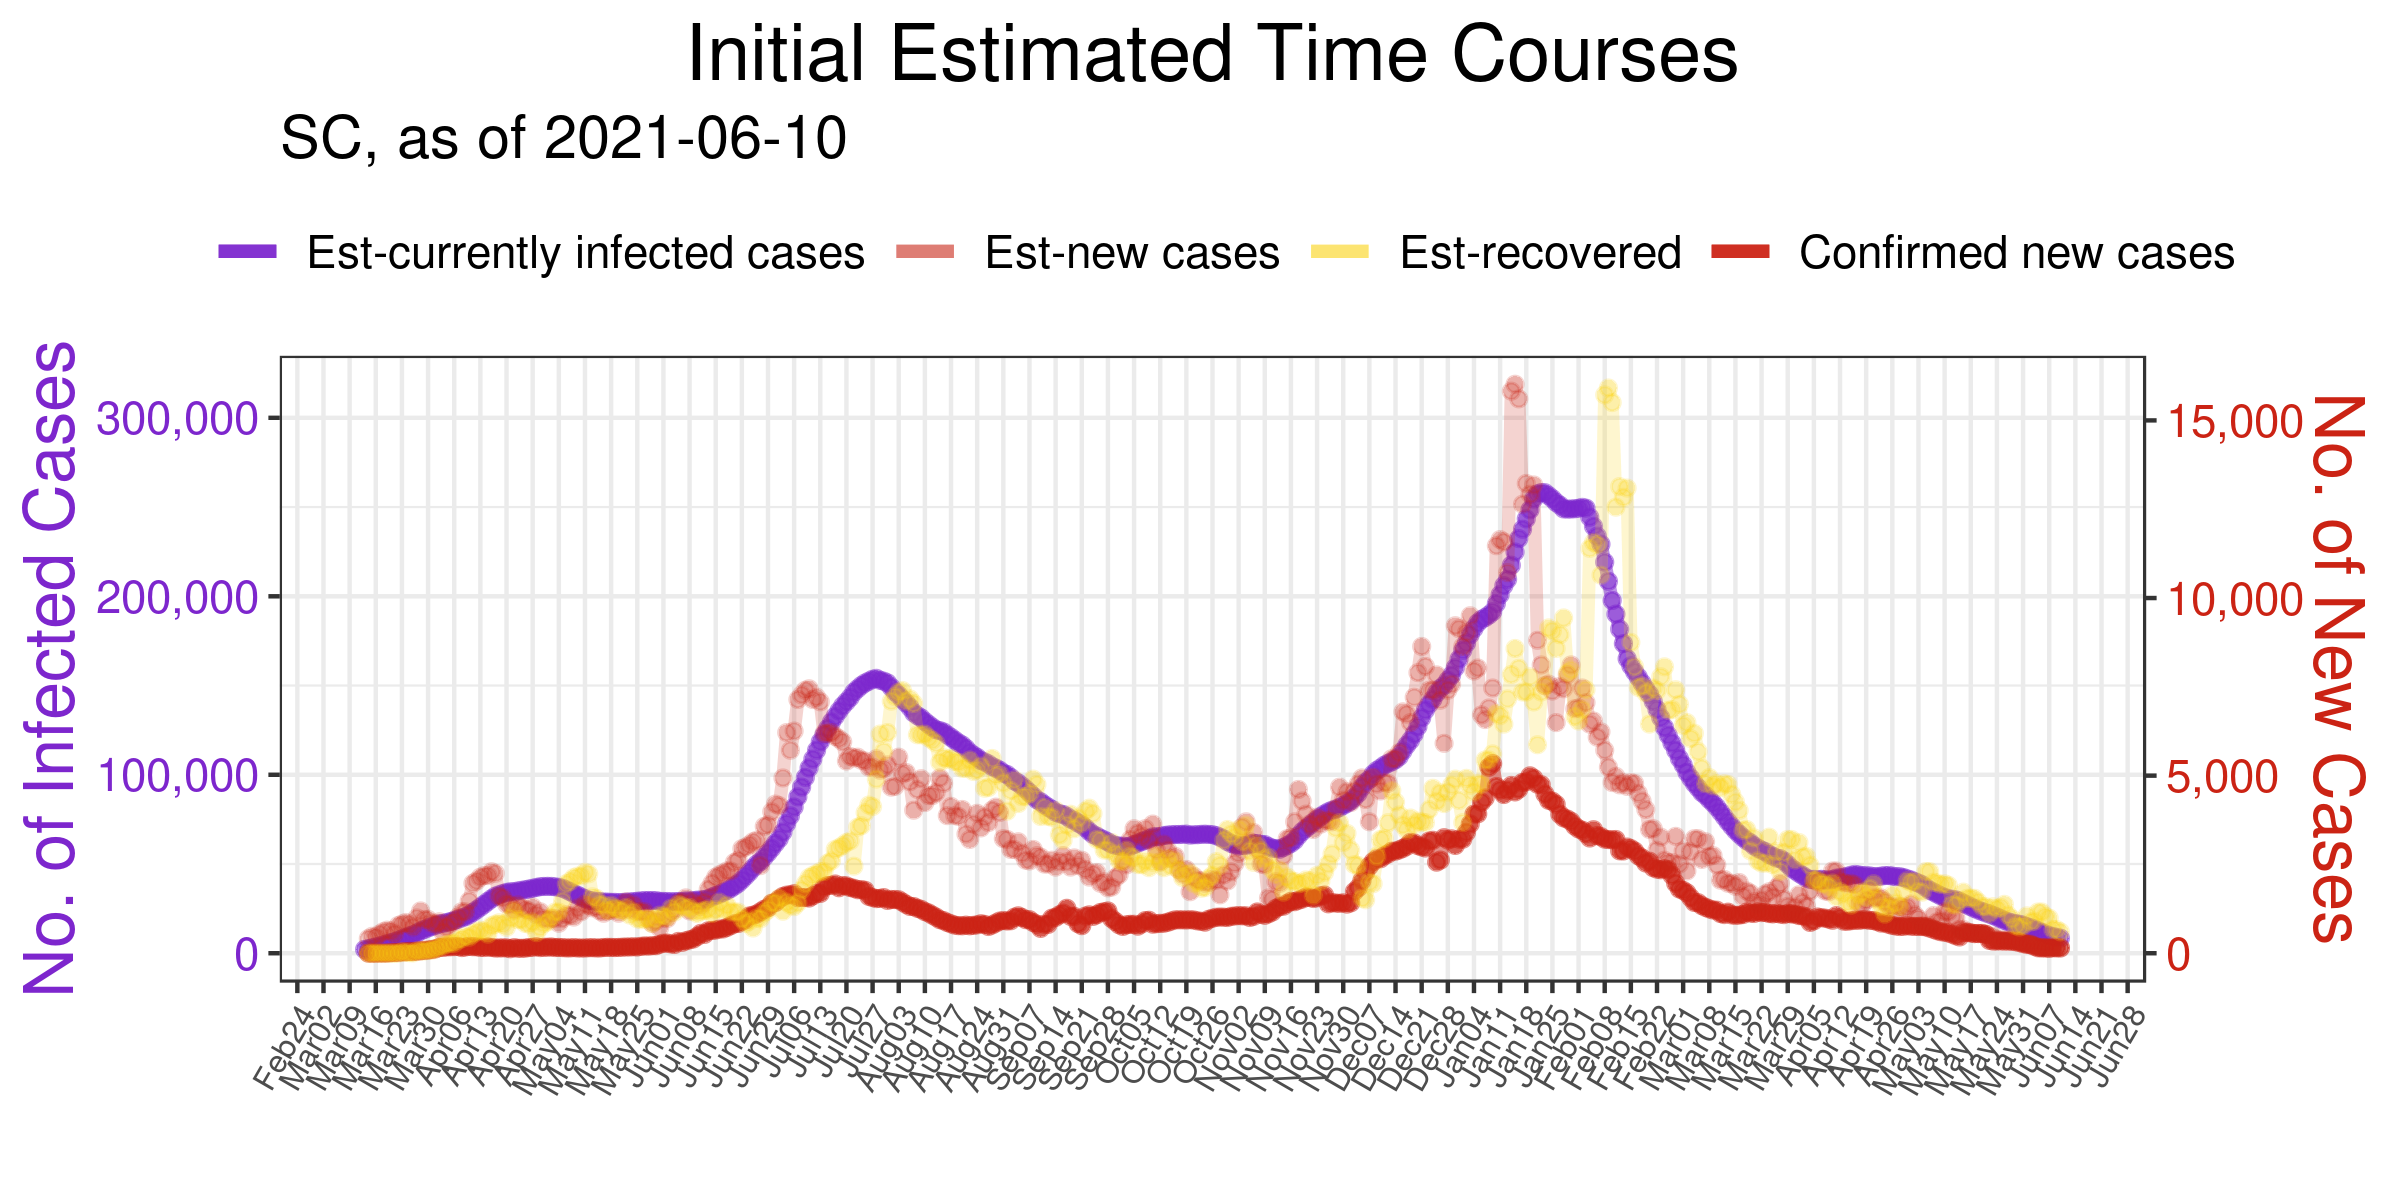 Initial Estimated Time Courses
SC, as of 2021-06-10
Est-currently infected cases
Est-new cases
Est-recovered
Confirmed new cases
No. of Infected Cases
300,000
200,000
100,000
0
15,000
10,000
5,000
0
No. of New Cases
Feb24
Mar02
Mar09
Mar16
Mar23
Mar30
Apr06
Apr13
Apr20
Apr27
May04
May11
May18
May25
Jun01
Jun08
Jun15
Jun22
Jun29
Jul06
Jul13
Jul20
Jul27
Aug03
Aug10
Aug17
Aug24
Aug31
Sep07
Sep14
Sep21
Sep28
Oct05
Oct12
Oct19
Oct26
Nov02
Nov09
Nov16
Nov23
Nov30
Dec07
Dec14
Dec21
Dec28
Jan04
Jan11
Jan18
Jan25
Feb01
Feb08
Feb15
Feb22
Mar01
Mar08
Mar15
Mar22
Mar29
Apr05
Apr12
Apr19
Apr26
May03
May10
May17
May24
May31
Jun07
Jun14
Jun21
Jun28